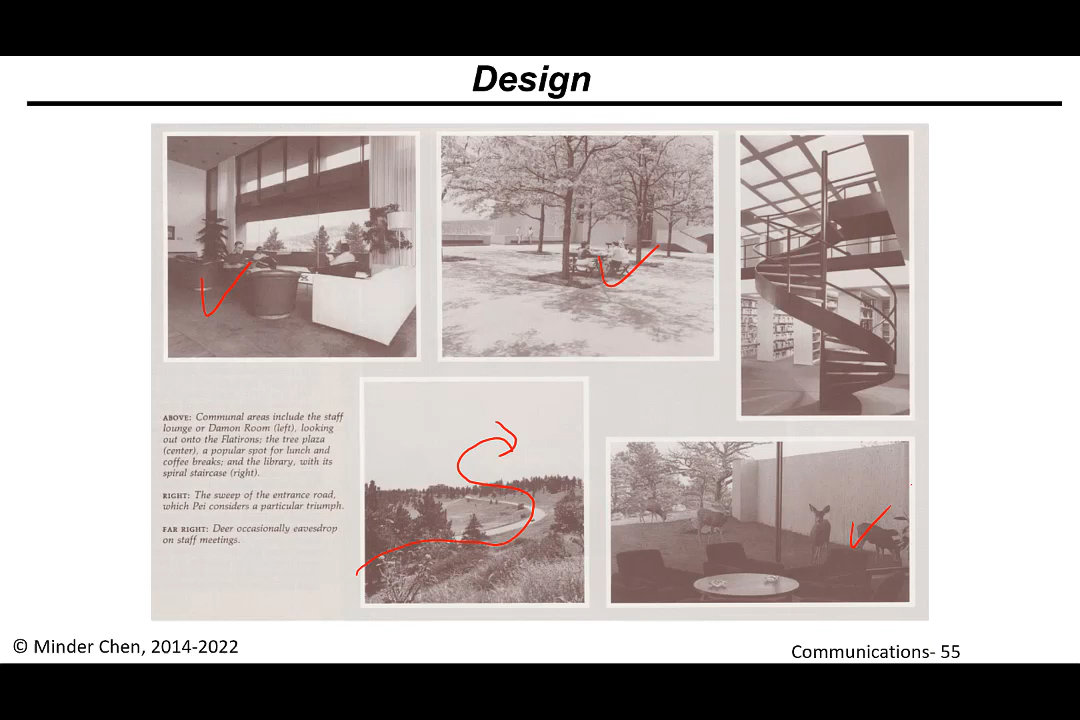 Design
ABOVE: Communal areas include the staff
lounge or Damon Room (left), looking
out onto the Flatirons; the tree plaza
(center), a popular spot for lunch and
coffee breaks; and the library, with its
spiral staircase (right).
RIGHT: The sweep of the entrance road,
which Pei considers a particular triumph.
FAR RIGHT: Deer occasionally eavesdrop
on staff meetings.
© Minder Chen, 2014-2022
Communications- 55